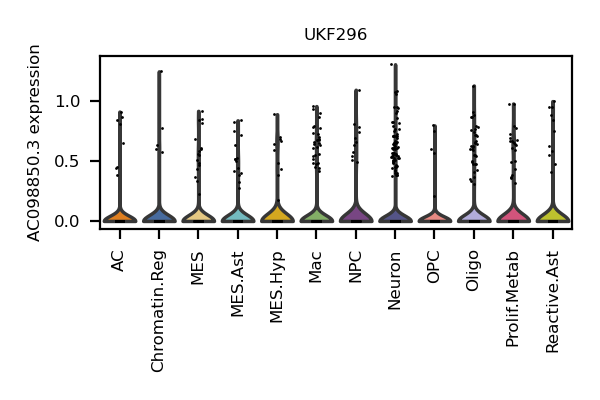 UKF296
AC098850.3 expression
1.0
0.5
0.0
AC
Chromatin.Reg
MES
MES.Ast
MES.Hyp
Mac
NPC
Neuron
OPC
Oligo
Prolif.Metab
Reactive.Ast